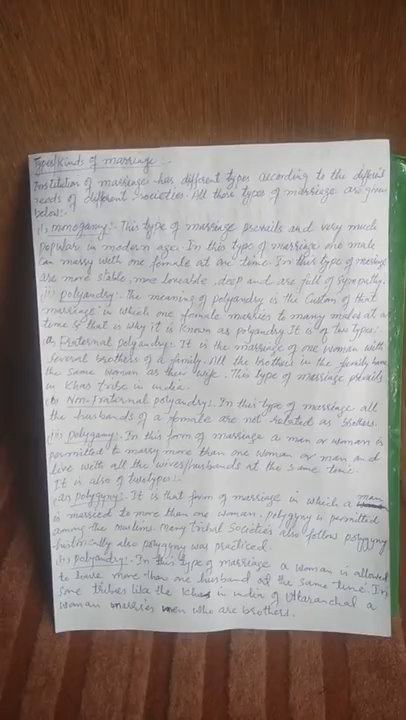 Types/Kinds of marriage :-
Institution of marriage has different types according to the different
needs of different societies. All those types of marriage are given
below:-
(i) monogamy:- This type of marriage prevails and very much
popular in modern age. In this type of marriage one male
can marry with one female at one time. In this type of marriage
are more stable, more loveable, deep and are full of sympathy.
(ii) polyandry:- The meaning of polyandry is the custom of that
marriage in which one female marries to many males at a
time so that is why it is known as polyandry. It is of two types:-
(a) Fraternal polyandry:- It is the marriage of one woman with
several brothers of a family. All the brothers in the family have
the same woman as their wife. This type of marriage prevails
in Khas tribe in india.
(b) Non-fraternal polyandry:- In this type of marriage all
the husbands of a female are not related as brothers.
polygamy:- In this form of marriage a man or woman is
permitted to marry more than one woman or man and
live with all the wives/husbands at the same time.
It is also of two types:-
(a) polygyny:- It is that form of marriage in which a man
is married to more than one woman. polygyny is permitted
among the muslims. many tribal societies also follow polygyny
historically also polygyny was practiced.
polyandry:- In this type of marriage a woman is allowed
to have more than one husband at the same time. In
some tribes like the Khas in india of Uttaranchal a
woman marries men who are brothers.